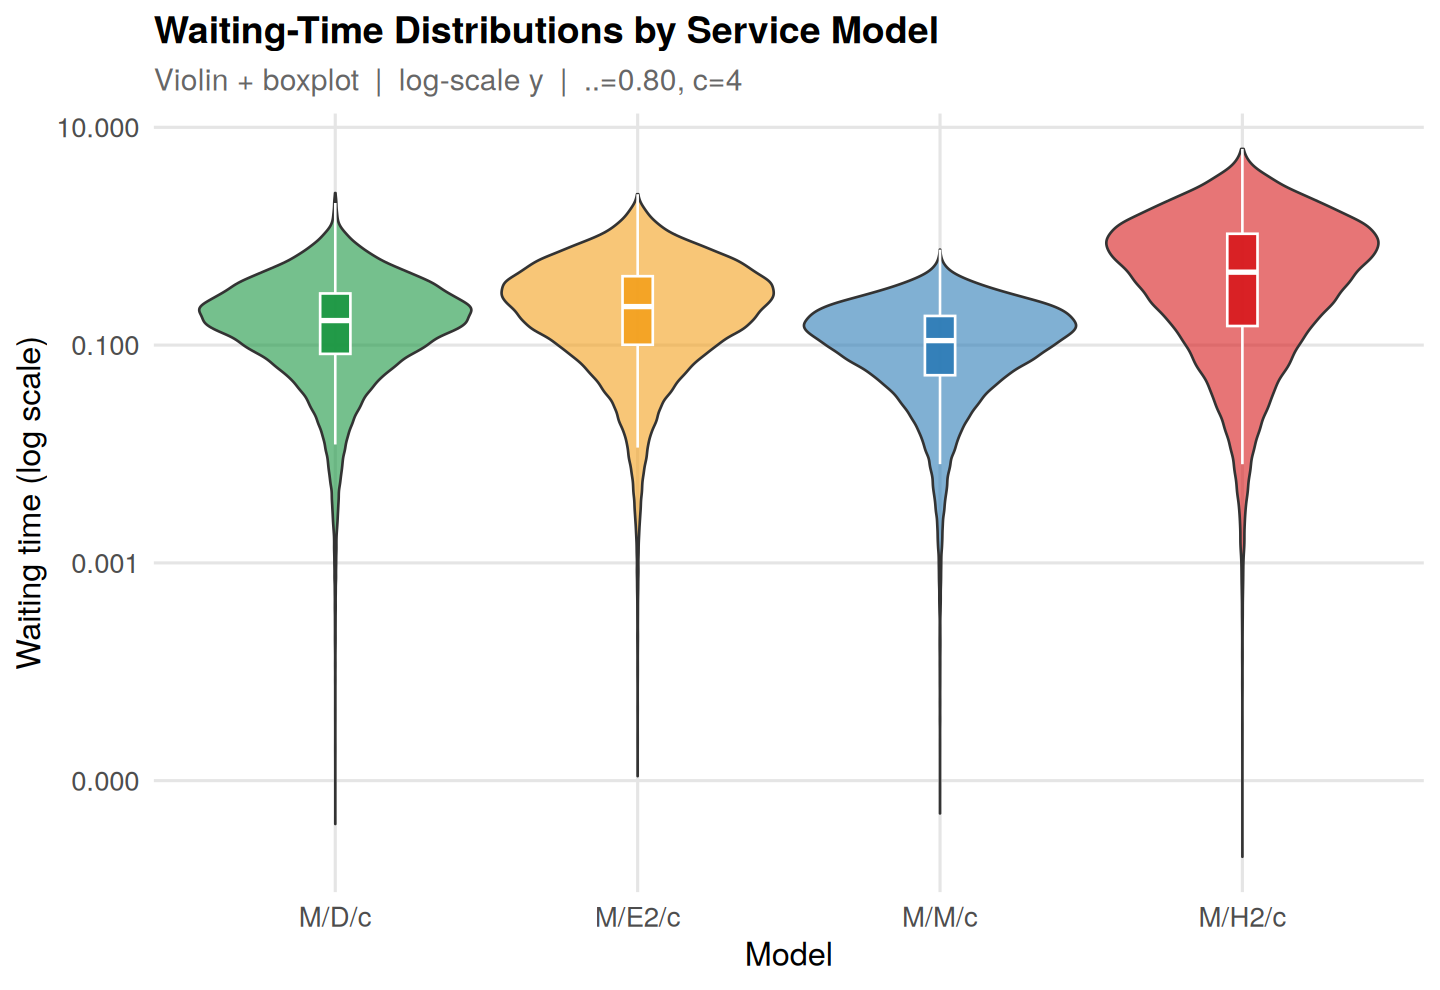 Waiting-Time Distributions by Service Model
Violin + boxplot | log-scale y | ..=0.80, c=4
10.000
0.100
0.001
0.000
Waiting time (log scale)
M/D/c
M/E2/c
M/M/c
M/H2/c
Model